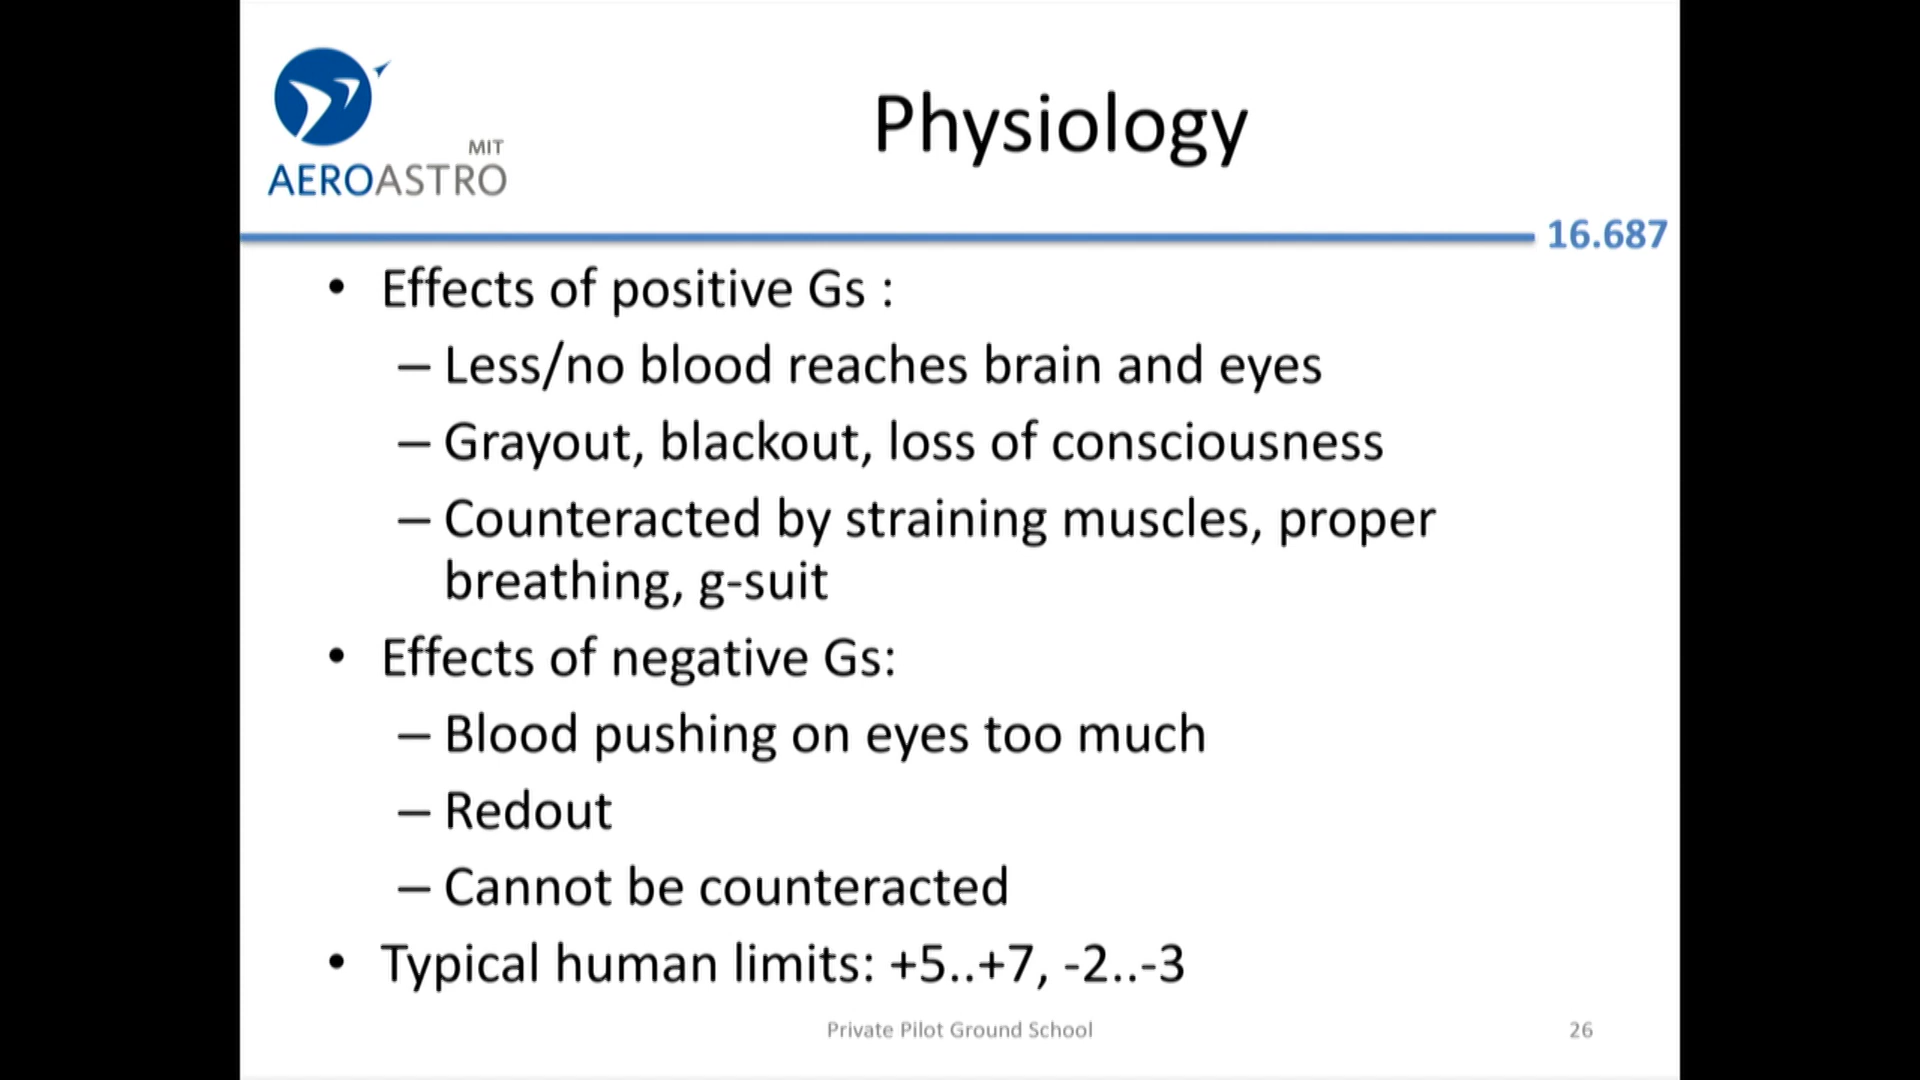 MIT
AEROASTRO
Physiology
16.687
• Effects of positive Gs :
– Less/no blood reaches brain and eyes
– Grayout, blackout, loss of consciousness
– Counteracted by straining muscles, proper
breathing, g-suit
• Effects of negative Gs:
– Blood pushing on eyes too much
– Redout
– Cannot be counteracted
• Typical human limits: +5..+7, -2..-3
Private Pilot Ground School
26